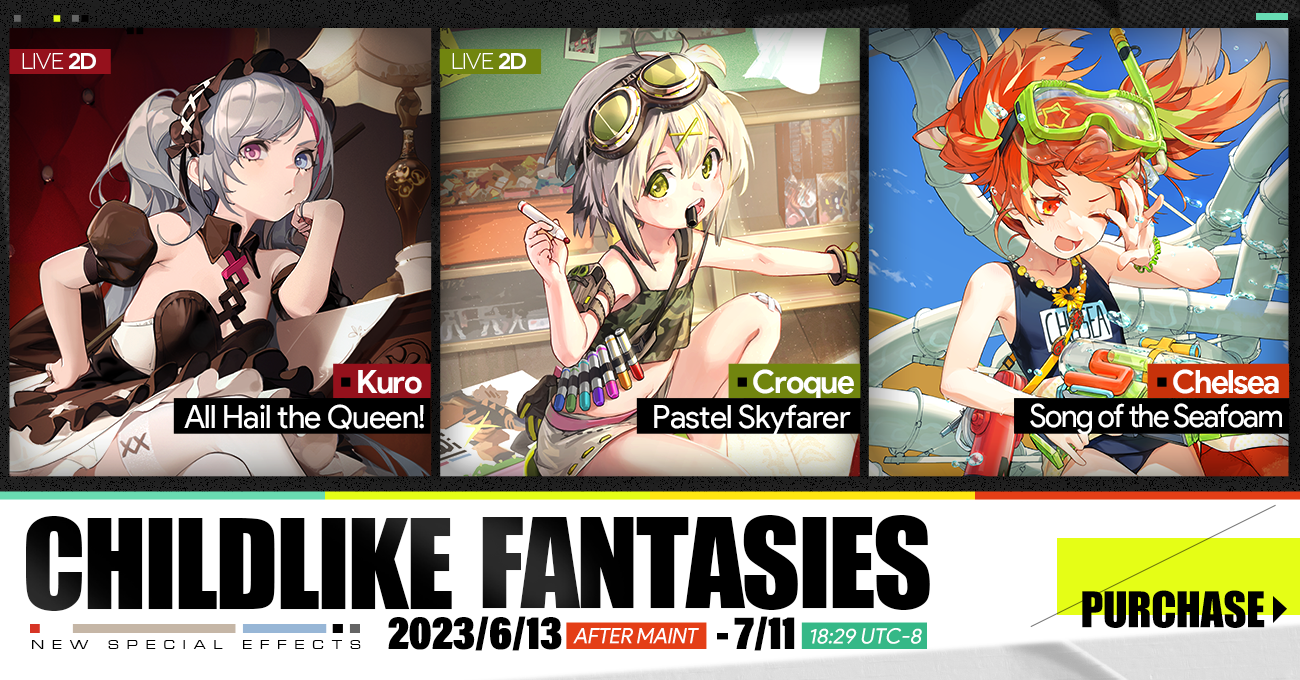 LIVE 2D
LIVE 2D
CHELSEA
Kuro
Croque
Chelsea
All Hail the Queen!
Pastel Skyfarer
Song of the Seafoam
CHILDLIKE FANTASIES
PURCHASE
NEW SPECIAL EFFECTS
2023/6/13 AFTER MAINT - 7/11 18:29 UTC-8